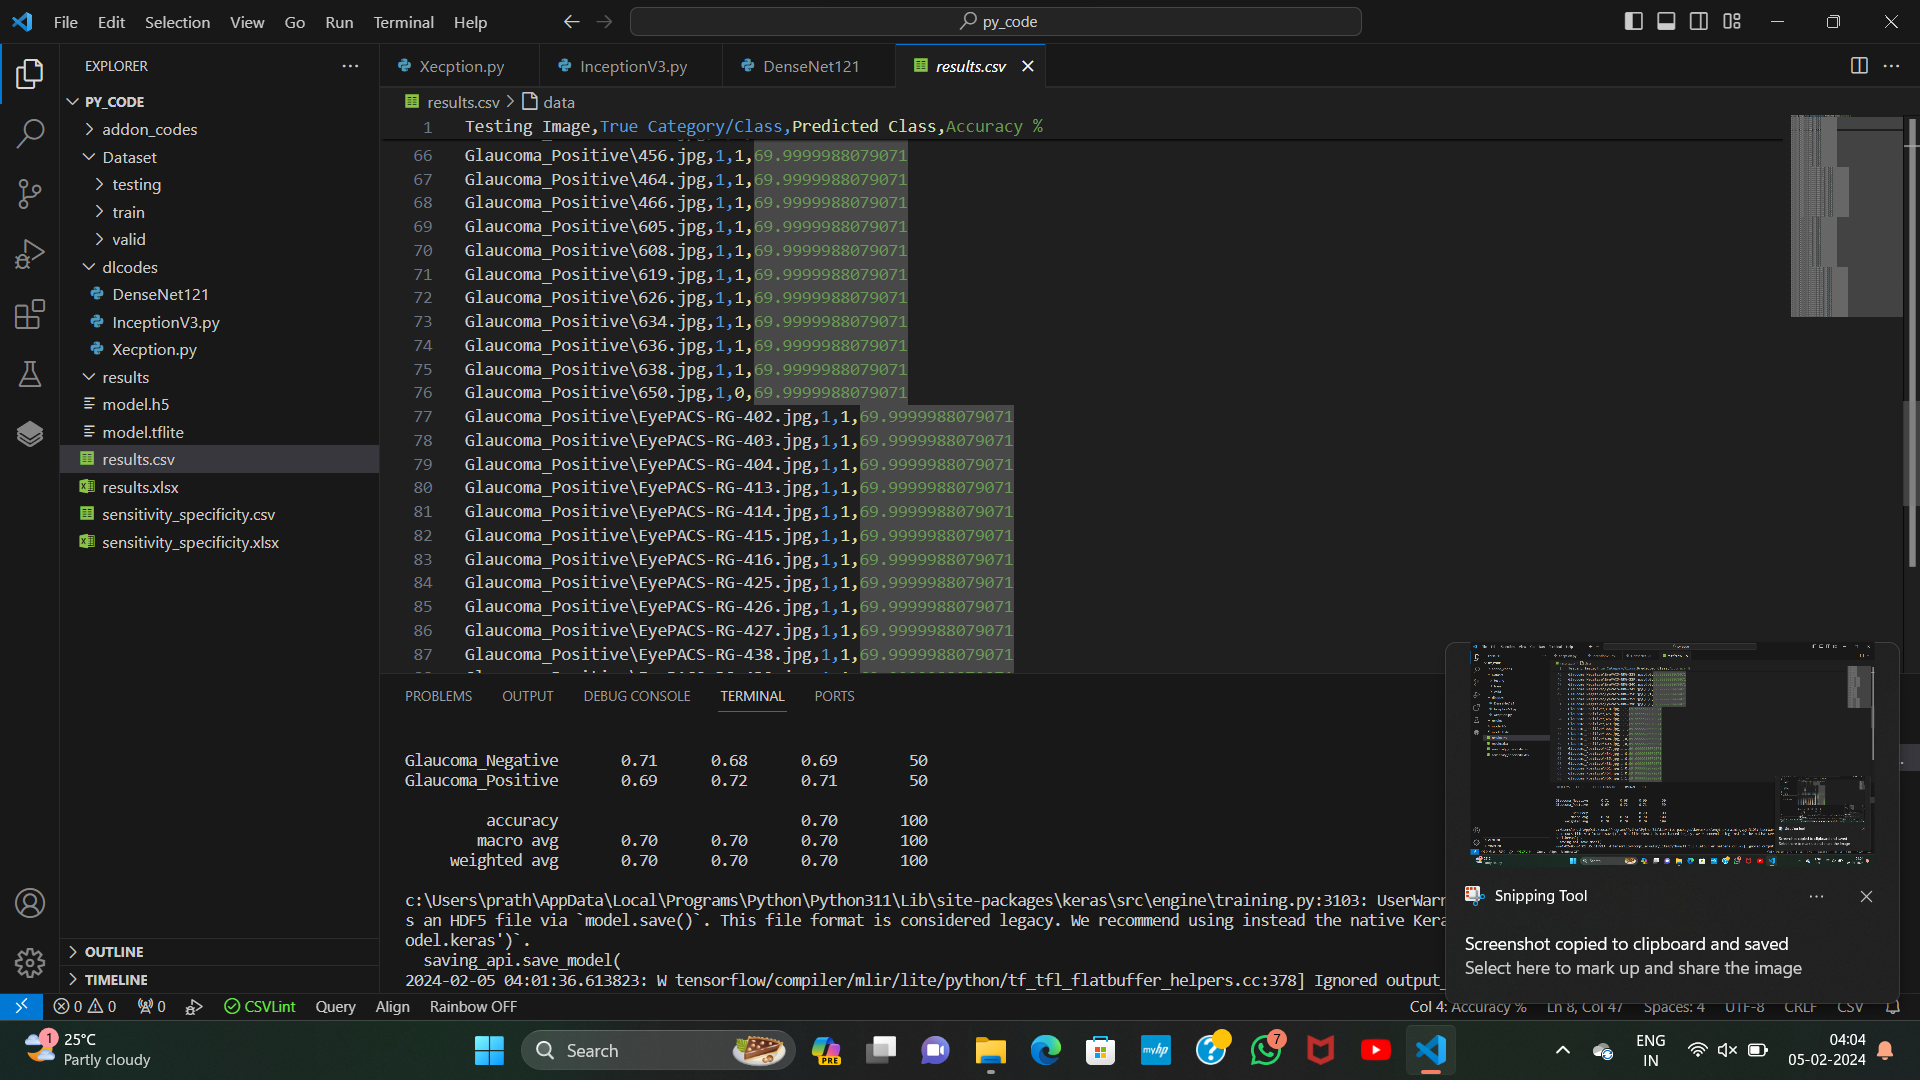 File Edit Selection View Go Run Terminal Help
py_code
EXPLORER
PY_CODE
addon_codes
Dataset
testing
train
valid
dlcodes
DenseNet121
InceptionV3.py
Xecption.py
results
model.h5
model.tflite
results.csv
results.xlsx
sensitivity_specificity.csv
sensitivity_specificity.xlsx
OUTLINE
TIMELINE
Xecption.py InceptionV3.py DenseNet121 results.csv
results.csv > data
1 Testing Image,True Category/Class,Predicted Class,Accuracy %
66 Glaucoma_Positive\456.jpg,1,1,69.9999988079071
67 Glaucoma_Positive\464.jpg,1,1,69.9999988079071
68 Glaucoma_Positive\466.jpg,1,1,69.9999988079071
69 Glaucoma_Positive\605.jpg,1,1,69.9999988079071
70 Glaucoma_Positive\608.jpg,1,1,69.9999988079071
71 Glaucoma_Positive\619.jpg,1,1,69.9999988079071
72 Glaucoma_Positive\626.jpg,1,1,69.9999988079071
73 Glaucoma_Positive\634.jpg,1,1,69.9999988079071
74 Glaucoma_Positive\636.jpg,1,1,69.9999988079071
75 Glaucoma_Positive\638.jpg,1,1,69.9999988079071
76 Glaucoma_Positive\650.jpg,1,0,69.9999988079071
77 Glaucoma_Positive\EyePACS-RG-402.jpg,1,1,69.9999988079071
78 Glaucoma_Positive\EyePACS-RG-403.jpg,1,1,69.9999988079071
79 Glaucoma_Positive\EyePACS-RG-404.jpg,1,1,69.9999988079071
80 Glaucoma_Positive\EyePACS-RG-413.jpg,1,1,69.9999988079071
81 Glaucoma_Positive\EyePACS-RG-414.jpg,1,1,69.9999988079071
82 Glaucoma_Positive\EyePACS-RG-415.jpg,1,1,69.9999988079071
83 Glaucoma_Positive\EyePACS-RG-416.jpg,1,1,69.9999988079071
84 Glaucoma_Positive\EyePACS-RG-425.jpg,1,1,69.9999988079071
85 Glaucoma_Positive\EyePACS-RG-426.jpg,1,1,69.9999988079071
86 Glaucoma_Positive\EyePACS-RG-427.jpg,1,1,69.9999988079071
87 Glaucoma_Positive\EyePACS-RG-438.jpg,1,1,69.9999988079071
PROBLEMS OUTPUT DEBUG CONSOLE TERMINAL PORTS
Glaucoma_Negative 0.71 0.68 0.69 50
Glaucoma_Positive 0.69 0.72 0.71 50
accuracy 0.70 100
macro avg 0.70 0.70 0.70 100
weighted avg 0.70 0.70 0.70 100
c:\Users\prath\AppData\Local\Programs\Python\Python311\Lib\site-packages\keras\src\engine\training.py:3103: UserWarn
s an HDF5 file via `model.save()`. This file format is considered legacy. We recommend using instead the native Kera
odel.keras')`.
saving_api.save_model(
2024-02-05 04:01:36.613823: W tensorflow/compiler/mlir/lite/python/tf_tfl_flatbuffer_helpers.cc:378] Ignored output_
Snipping Tool
Screenshot copied to clipboard and saved
Select here to mark up and share the image
0 0 0 CSVLint Query Align Rainbow OFF Col 4: Accuracy % Ln 8, Col 47 Spaces: 4 UTF-8 CRLF CSV
1
25°C
Partly cloudy
Search
PRE
myhp
7
ENG
IN
04:04
05-02-2024